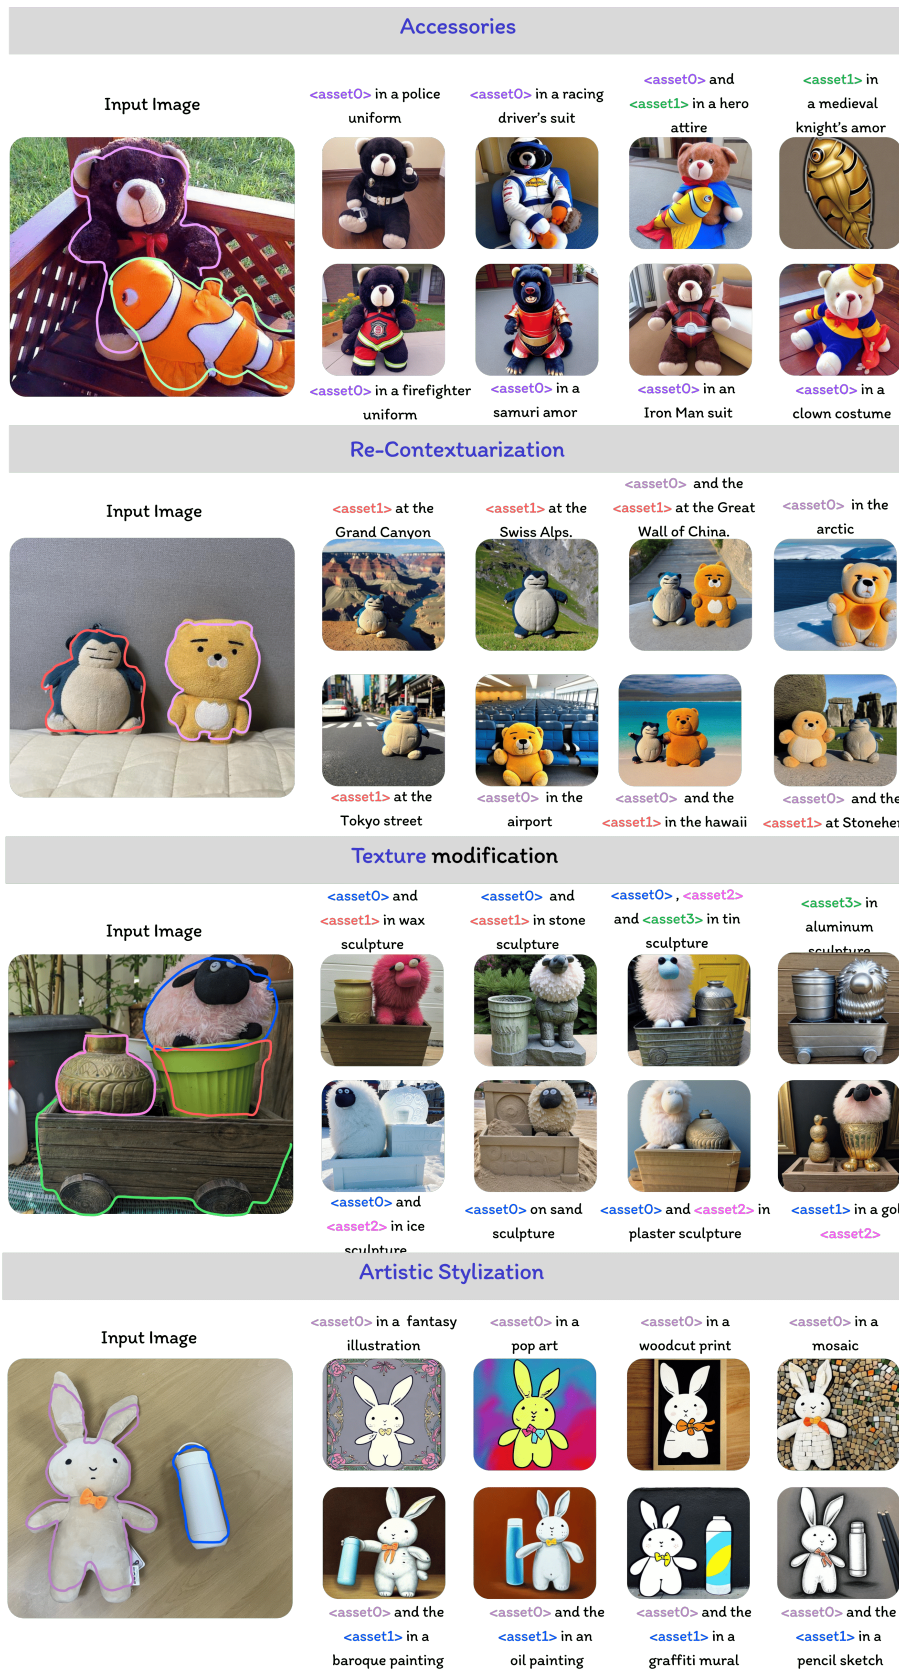 Accessories
Input Image
<asset0> in a police
uniform
<asset0> in a racing
driver's suit
<asset0> and
<asset1> in a hero
attire
<asset1> in
a medieval
knight's amor
<asset0> in a firefighter
uniform
<asset0> in a
samuri amor
<asset0> in an
Iron Man suit
<asset0> in a
clown costume
Re-Contextuarization
Input Image
<asset1> at the
Grand Canyon
<asset1> at the
Swiss Alps.
<asset0> and the
<asset1> at the Great
Wall of China.
<asset0> in the
arctic
<asset1> at the
Tokyo street
<asset0> in the
airport
<asset0> and the
<asset1> in the hawaii
<asset0> and the
<asset1> at Stonehe
Texture modification
Input Image
<asset0> and
<asset1> in wax
sculpture
<asset0> and
<asset1> in stone
sculpture
<asset0> , <asset2>
and <asset3> in tin
sculpture
<asset3> in
aluminum
sculpture
<asset0> and
<asset2> in ice
sculpture
<asset0> on sand
sculpture
<asset0> and <asset2> in
plaster sculpture
<asset1> in a gol
<asset2>
Artistic Stylization
Input Image
<asset0> in a fantasy
illustration
<asset0> in a
pop art
<asset0> in a
woodcut print
<asset0> in a
mosaic
<asset0> and the
<asset1> in a
baroque painting
<asset0> and the
<asset1> in an
oil painting
<asset0> and the
<asset1> in a
graffiti mural
<asset0> and the
<asset1> in a
pencil sketch